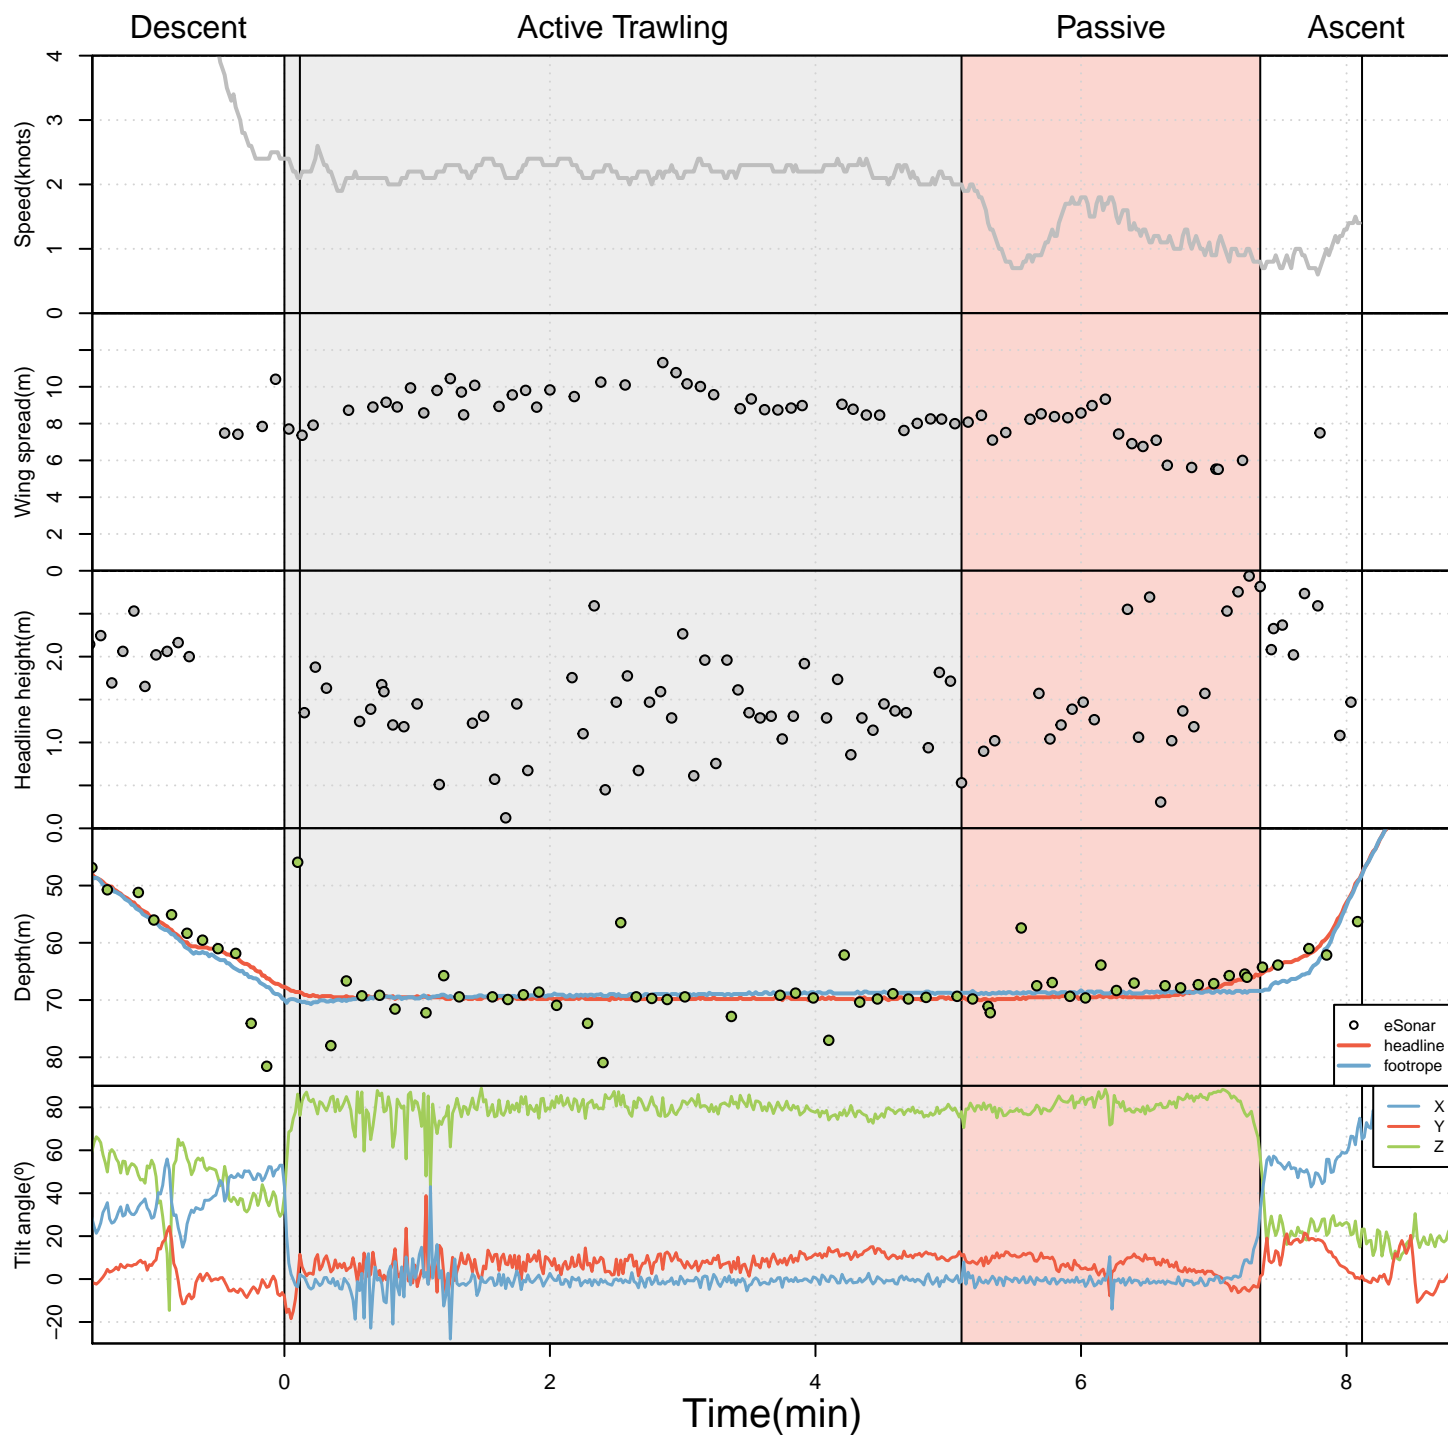 Descent Active Trawling Passive Ascent
Speed(knots)
0 1 2 3 4
Wing spread(m)
0 2 4 6 8 10
Headline height(m)
0.0 1.0 2.0
Depth(m)
50
60
70
80
eSonar
headline
footrope
Tilt angle(º)
−20 0 20 40 60 80
X
Y
Z
0 2 4 6 8
Time(min)